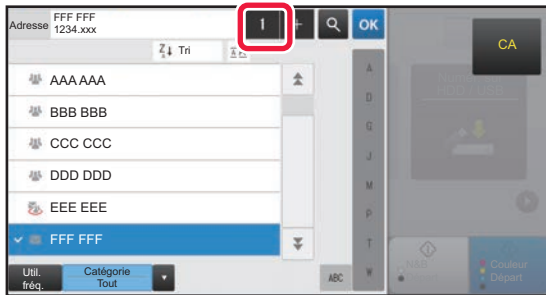 Adresse FFF FFF
1234.xxx
1 + OK
CA
Z A Tri
AAA AAA
BBB BBB
CCC CCC
DDD DDD
EEE EEE
FFF FFF
A
D
G
J
M
P
T
W
Util.
fréq.
Catégorie
Tout
ABC
N&B
Départ
Couleur
Départ